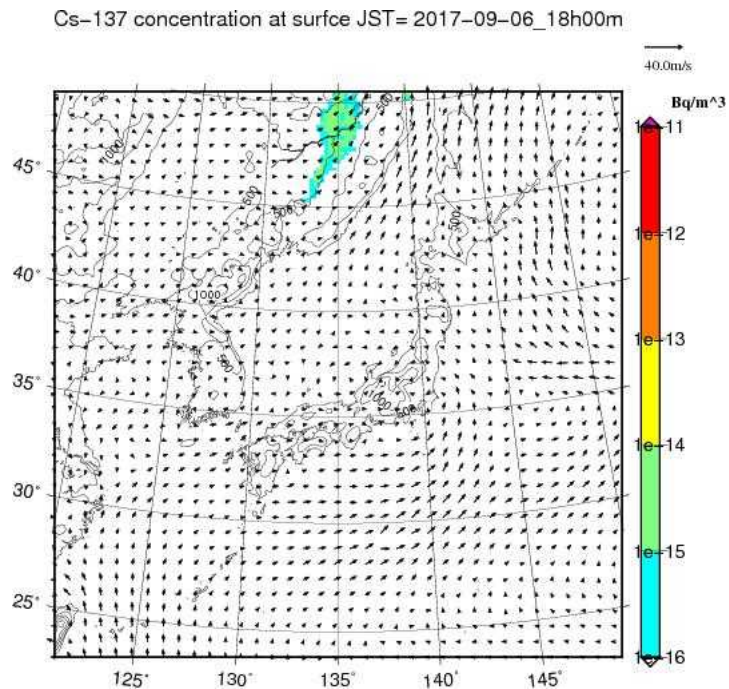 Cs-137 concentration at surfce JST= 2017-09-06_18h00m
40.0m/s
Bq/m^3
1e-11
1e-12
1e-13
1e-14
1e-15
1e-16
45°
40°
35°
30°
25°
125°
130°
135°
140°
145°
1000
500
500
500
500
1000
500
1000
500